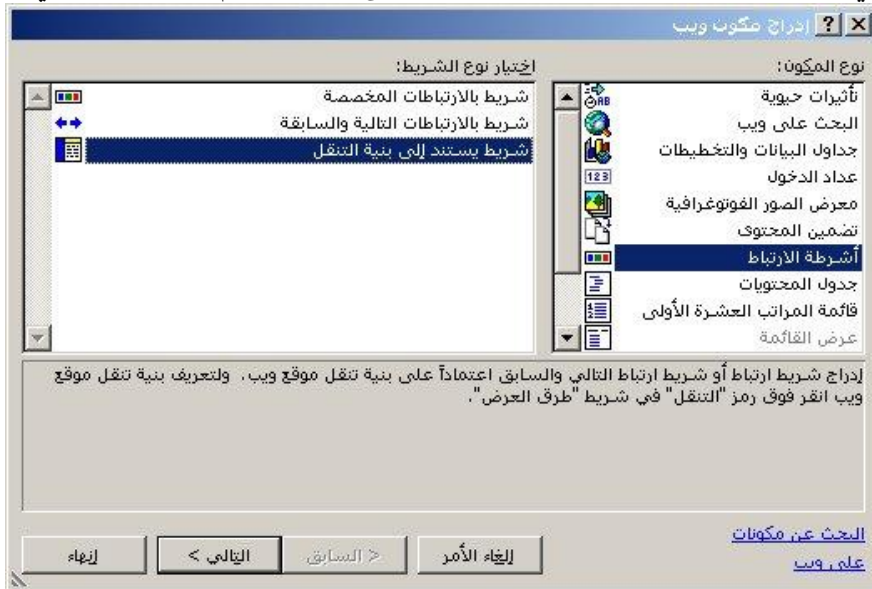 إدراج مكون ويب
نوع المكون:
تأثيرات حيوية
البحث على ويب
جداول البيانات والتخطيطات
عداد الدخول
معرض الصور الفوتوغرافية
تضمين المحتوى
أشرطة الارتباط
جدول المحتويات
قائمة المراتب العشرة الأولى
عرض القائمة
اختيار نوع الشريط:
شريط بالارتباطات المخصصة
شريط بالارتباطات التالية والسابقة
شريط يستند إلى بنية التنقل
إدراج شريط ارتباط أو شريط ارتباط التالي والسابق اعتماداً على بنية تنقل موقع ويب. ولتعريف بنية تنقل موقع
ويب انقر فوق رمز "التنقل" في شريط "طرق العرض".
البحث عن مكونات
على ويب
إلغاء الأمر
< السابق
التالي >
إنهاء